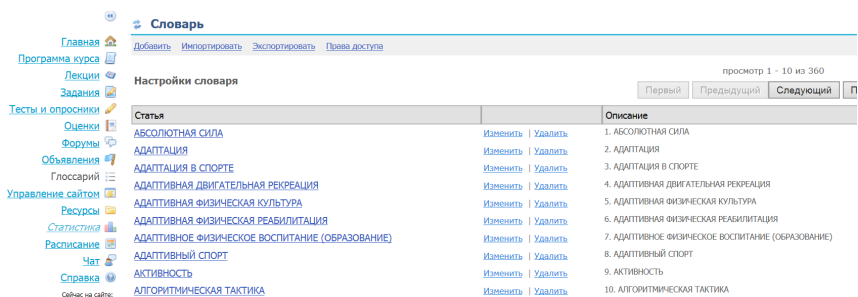 Словарь
Добавить Импортировать Экспортировать Права доступа
Настройки словаря
просмотр 1 - 10 из 360
Первый Предыдущий Следующий
Главная
Программа курса
Лекции
Задания
Тесты и опросники
Оценки
Форумы
Объявления
Глоссарий
Управление сайтом
Ресурсы
Статистика
Расписание
Чат
Справка
Сейчас на сайте:
Статья Описание
АБСОЛЮТНАЯ СИЛА Изменить | Удалить 1. АБСОЛЮТНАЯ СИЛА
АДАПТАЦИЯ Изменить | Удалить 2. АДАПТАЦИЯ
АДАПТАЦИЯ В СПОРТЕ Изменить | Удалить 3. АДАПТАЦИЯ В СПОРТЕ
АДАПТИВНАЯ ДВИГАТЕЛЬНАЯ РЕКРЕАЦИЯ Изменить | Удалить 4. АДАПТИВНАЯ ДВИГАТЕЛЬНАЯ РЕКРЕАЦИЯ
АДАПТИВНАЯ ФИЗИЧЕСКАЯ КУЛЬТУРА Изменить | Удалить 5. АДАПТИВНАЯ ФИЗИЧЕСКАЯ КУЛЬТУРА
АДАПТИВНАЯ ФИЗИЧЕСКАЯ РЕАБИЛИТАЦИЯ Изменить | Удалить 6. АДАПТИВНАЯ ФИЗИЧЕСКАЯ РЕАБИЛИТАЦИЯ
АДАПТИВНОЕ ФИЗИЧЕСКОЕ ВОСПИТАНИЕ (ОБРАЗОВАНИЕ) Изменить | Удалить 7. АДАПТИВНОЕ ФИЗИЧЕСКОЕ ВОСПИТАНИЕ (ОБРАЗОВАНИЕ)
АДАПТИВНЫЙ СПОРТ Изменить | Удалить 8. АДАПТИВНЫЙ СПОРТ
АКТИВНОСТЬ Изменить | Удалить 9. АКТИВНОСТЬ
АЛГОРИТМИЧЕСКАЯ ТАКТИКА Изменить | Удалить 10. АЛГОРИТМИЧЕСКАЯ ТАКТИКА